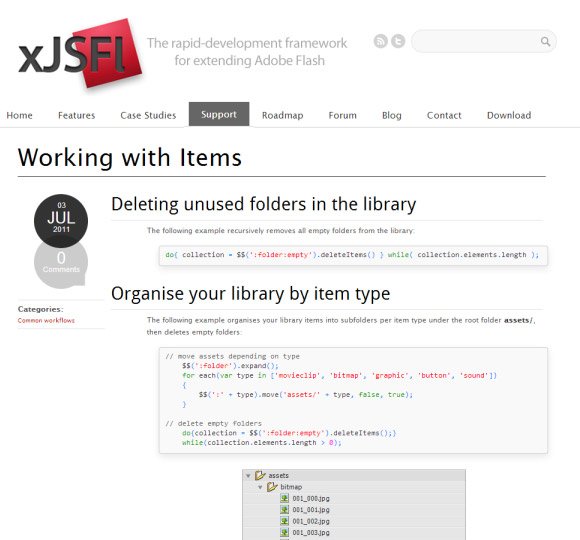 xJSFl
The rapid-development framework
for extending Adobe Flash
Home Features Case Studies Support Roadmap Forum Blog Contact Download
Working with Items
03
JUL
2011
0
Comments
Categories:
Common workflows
Deleting unused folders in the library
The following example recursively removes all empty folders from the library:
do{ collection = $$(':folder:empty').deleteItems() } while( collection.elements.length );
Organise your library by item type
The following example organises your library items into subfolders per item type under the root folder assets/,
then deletes empty folders:
// move assets depending on type
$$(':folder').expand();
for each(var type in ['movieclip', 'bitmap', 'graphic', 'button', 'sound'])
{
$$(':' + type).move('assets/' + type, false, true);
}
// delete empty folders
do{collection = $$(':folder:empty').deleteItems();}
while(collection.elements.length > 0);
assets
bitmap
001_000.jpg
001_001.jpg
001_002.jpg
001_003.jpg